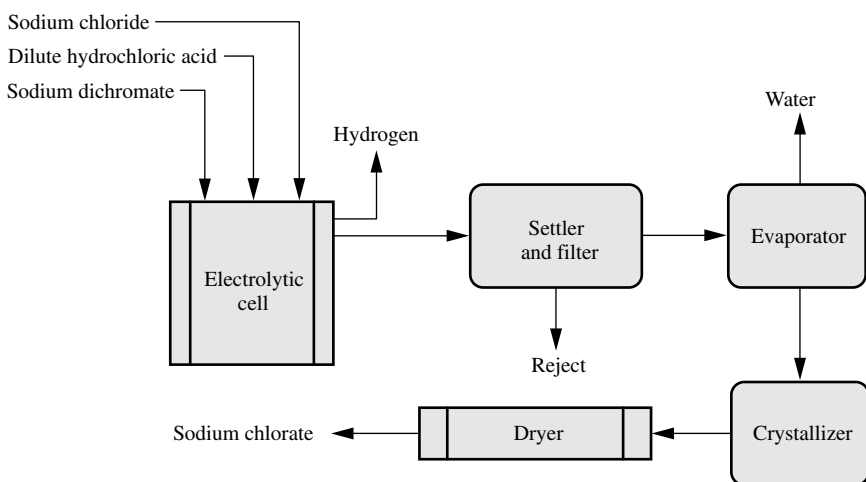 Sodium chloride
Dilute hydrochloric acid
Sodium dichromate
Hydrogen
Water
Electrolytic
cell
Settler
and filter
Evaporator
Reject
Sodium chlorate
Dryer
Crystallizer